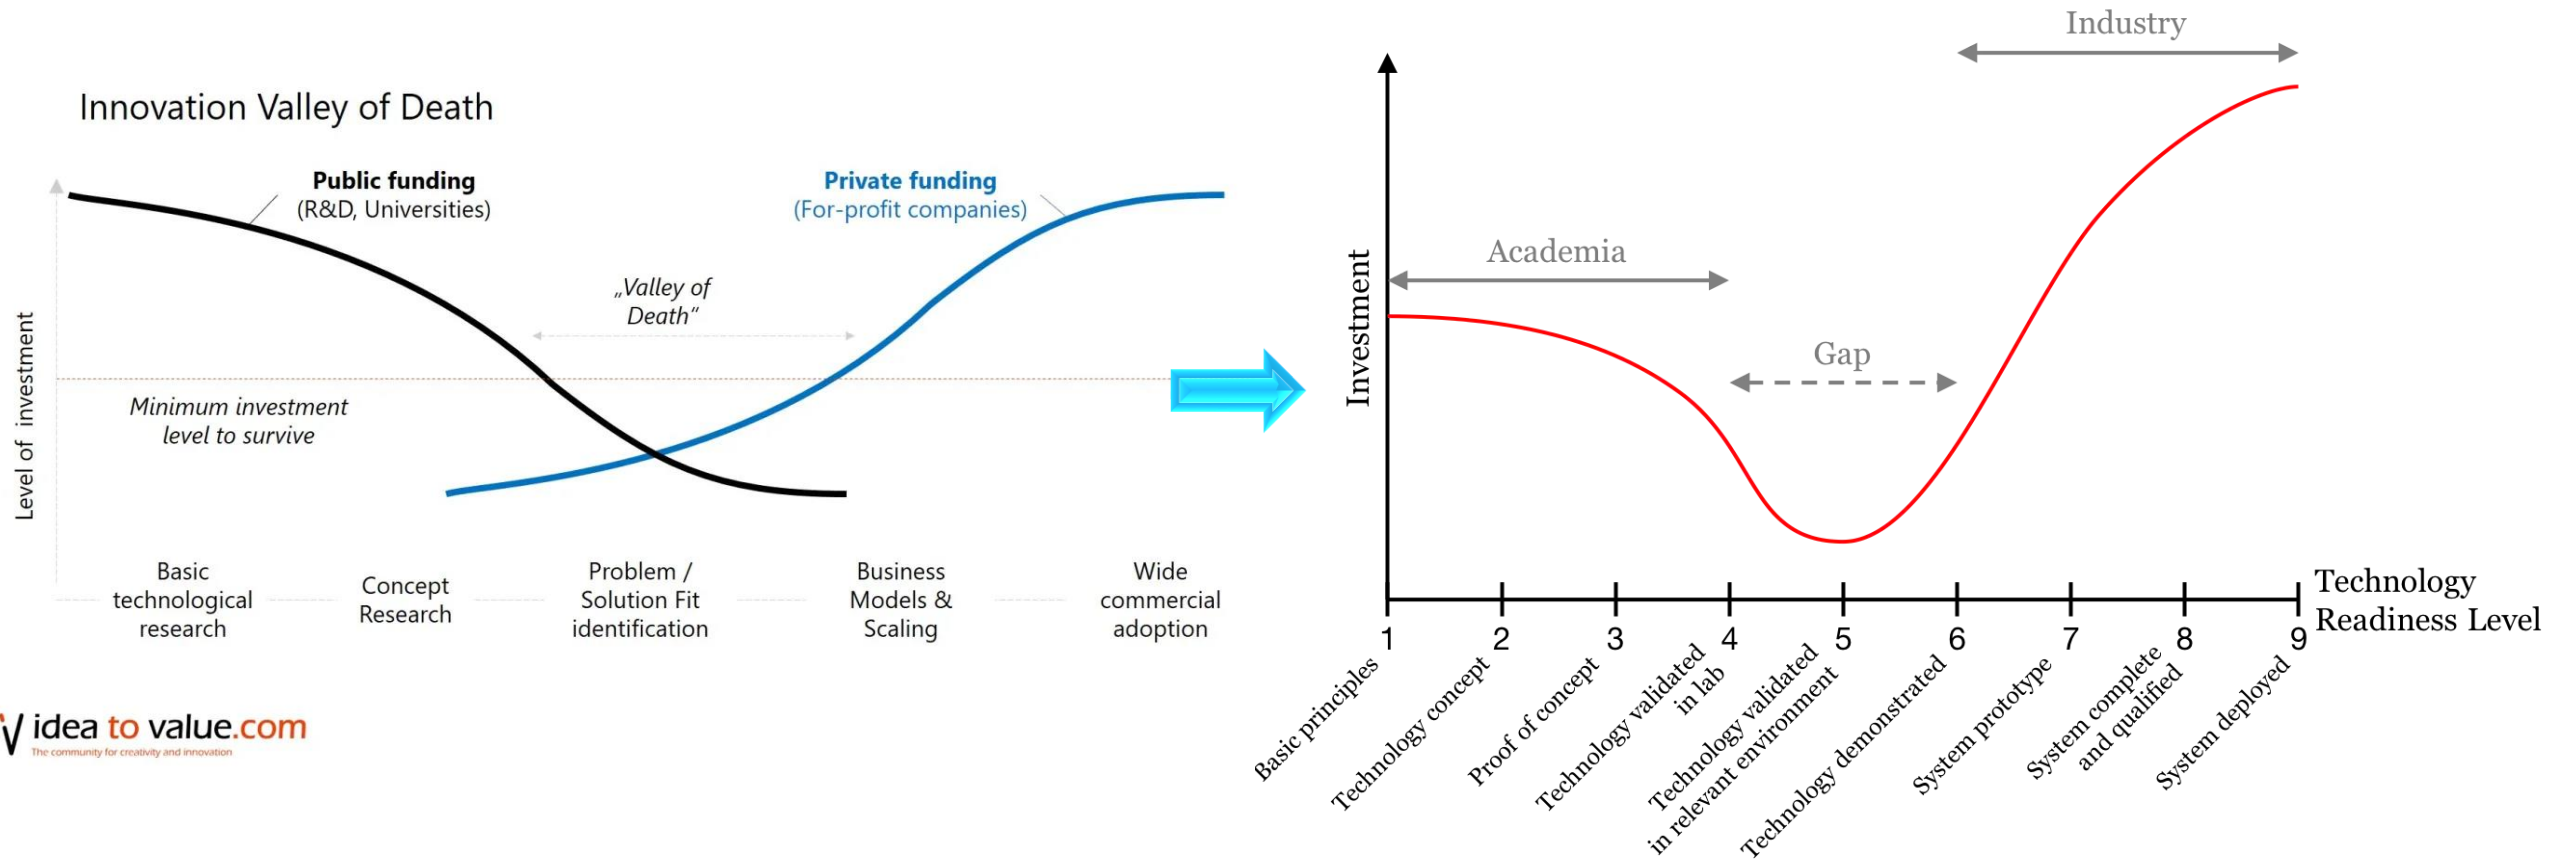 Innovation Valley of Death
Public funding
(R&D, Universities)
Private funding
(For-profit companies)
„Valley of
Death“
Minimum investment
level to survive
Level of investment
Basic
technological
research
Concept
Research
Problem /
Solution Fit
identification
Business
Models &
Scaling
Wide
commercial
adoption
idea to value.com
The community for creativity and innovation
Industry
Academia
Gap
Investment
Technology
Readiness Level
1
2
3
4
5
6
7
8
9
Basic principles
Technology concept
Proof of concept
Technology validated
in lab
Technology validated
in relevant environment
Technology demonstrated
System prototype
System complete
and qualified
System deployed